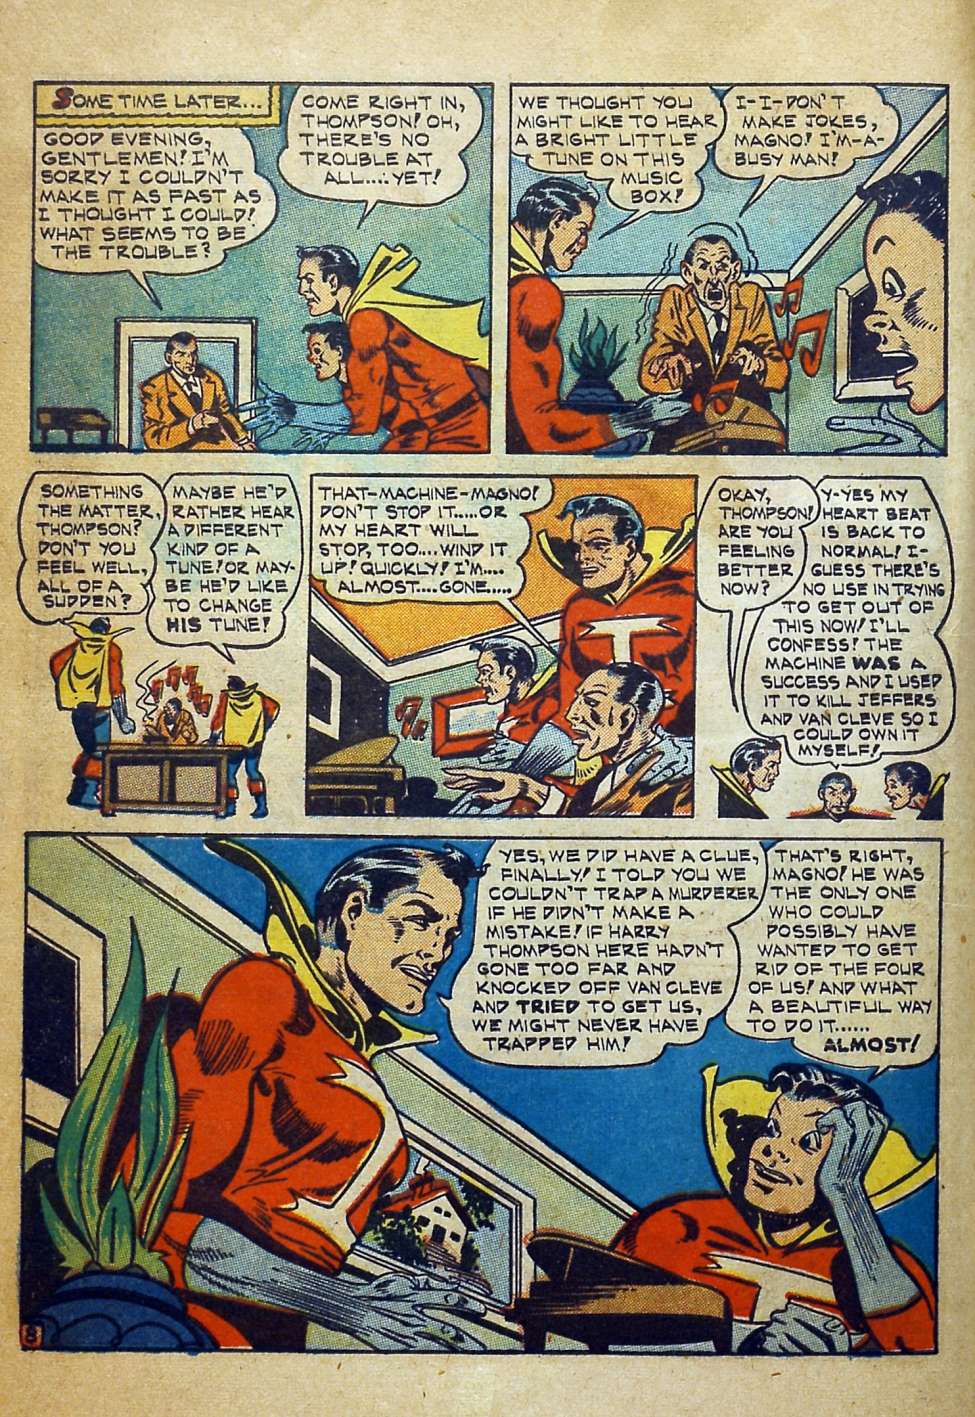 SOME TIME LATER...
GOOD EVENING,
GENTLEMEN! I'M
SORRY I COULDN'T
MAKE IT AS FAST AS
I THOUGHT I COULD!
WHAT SEEMS TO BE
THE TROUBLE?
COME RIGHT IN,
THOMPSON! OH,
THERE'S NO
TROUBLE AT
ALL....YET!
WE THOUGHT YOU
MIGHT LIKE TO HEAR
A BRIGHT LITTLE
TUNE ON THIS
MUSIC
BOX!
I-I-DON'T
MAKE JOKES,
MAGNO! I'M-A-
BUSY MAN!
SOMETHING
THE MATTER,
THOMPSON?
DON'T YOU
FEEL WELL,
ALL OF A
SUDDEN?
MAYBE HE'D
RATHER HEAR
A DIFFERENT
KIND OF A
TUNE! OR MAY-
BE HE'D LIKE
TO CHANGE
HIS TUNE!
THAT-MACHINE-MAGNO!
DON'T STOP IT.....OR
MY HEART WILL
STOP, TOO....WIND IT
UP! QUICKLY! I'M....
ALMOST....GONE.....
OKAY,
THOMPSON!
ARE YOU
FEELING
BETTER
NOW?
Y-YES MY
HEART BEAT
IS BACK TO
NORMAL! I-
GUESS THERE'S
NO USE IN TRYING
TO GET OUT OF
THIS NOW! I'LL
CONFESS! THE
MACHINE WAS A
SUCCESS AND I USED
IT TO KILL JEFFERS
AND VAN CLEVE SO I
COULD OWN IT
MYSELF!
YES, WE DID HAVE A CLUE,
FINALLY! I TOLD YOU WE
COULDN'T TRAP A MURDERER
IF HE DIDN'T MAKE A
MISTAKE! IF HARRY
THOMPSON HERE HADN'T
GONE TOO FAR AND
KNOCKED OFF VAN CLEVE
AND TRIED TO GET US,
WE MIGHT NEVER HAVE
TRAPPED HIM!
THAT'S RIGHT,
MAGNO! HE WAS
THE ONLY ONE
WHO COULD
POSSIBLY HAVE
WANTED TO GET
RID OF THE FOUR
OF US! AND WHAT
A BEAUTIFUL WAY
TO DO IT......
ALMOST!
T
T
T
8